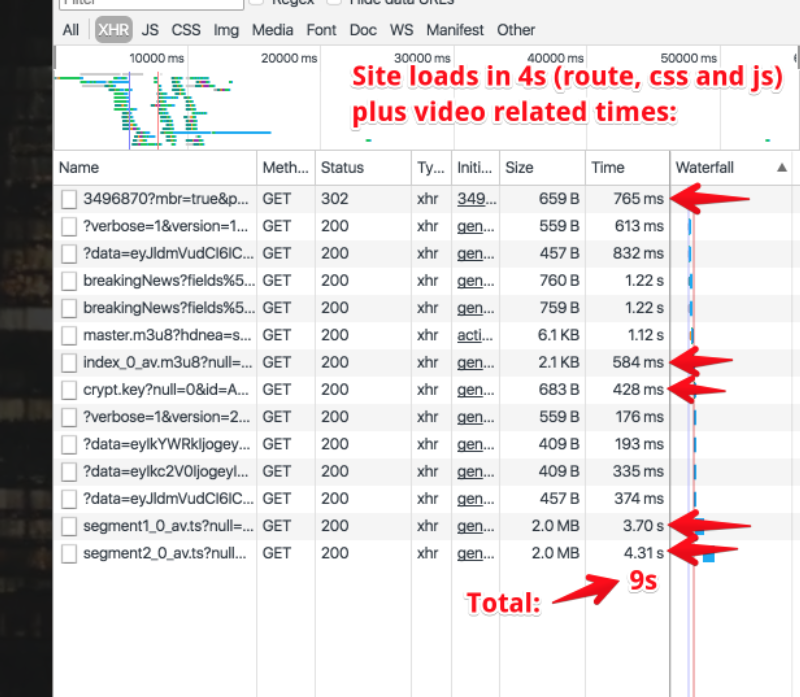 Filter Regex Hide data URLs
All XHR JS CSS Img Media Font Doc WS Manifest Other
10000 ms 20000 ms 30000 ms 40000 ms 50000 ms
Site loads in 4s (route, css and js)
plus video related times:
Name Meth... Status Ty... Initi... Size Time Waterfall ▲
3496870?mbr=true&p... GET 302 xhr 349... 659 B 765 ms
?verbose=1&version=1... GET 200 xhr gen... 559 B 613 ms
?data=eyJldmVudCI6IC... GET 200 xhr gen... 457 B 832 ms
breakingNews?fields%5... GET 200 xhr gen... 760 B 1.22 s
breakingNews?fields%5... GET 200 xhr gen... 759 B 1.22 s
master.m3u8?hdnea=s... GET 200 xhr acti... 6.1 KB 1.12 s
index_0_av.m3u8?null=... GET 200 xhr gen... 2.1 KB 584 ms
crypt.key?null=0&id=A... GET 200 xhr gen... 683 B 428 ms
?verbose=1&version=2... GET 200 xhr gen... 559 B 176 ms
?data=eyIkYWRkIjogey... GET 200 xhr gen... 409 B 193 ms
?data=eyIkc2V0IjogeyI... GET 200 xhr gen... 409 B 335 ms
?data=eyJldmVudCI6IC... GET 200 xhr gen... 457 B 374 ms
segment1_0_av.ts?null=... GET 200 xhr gen... 2.0 MB 3.70 s
segment2_0_av.ts?null... GET 200 xhr gen... 2.0 MB 4.31 s
Total: 9s